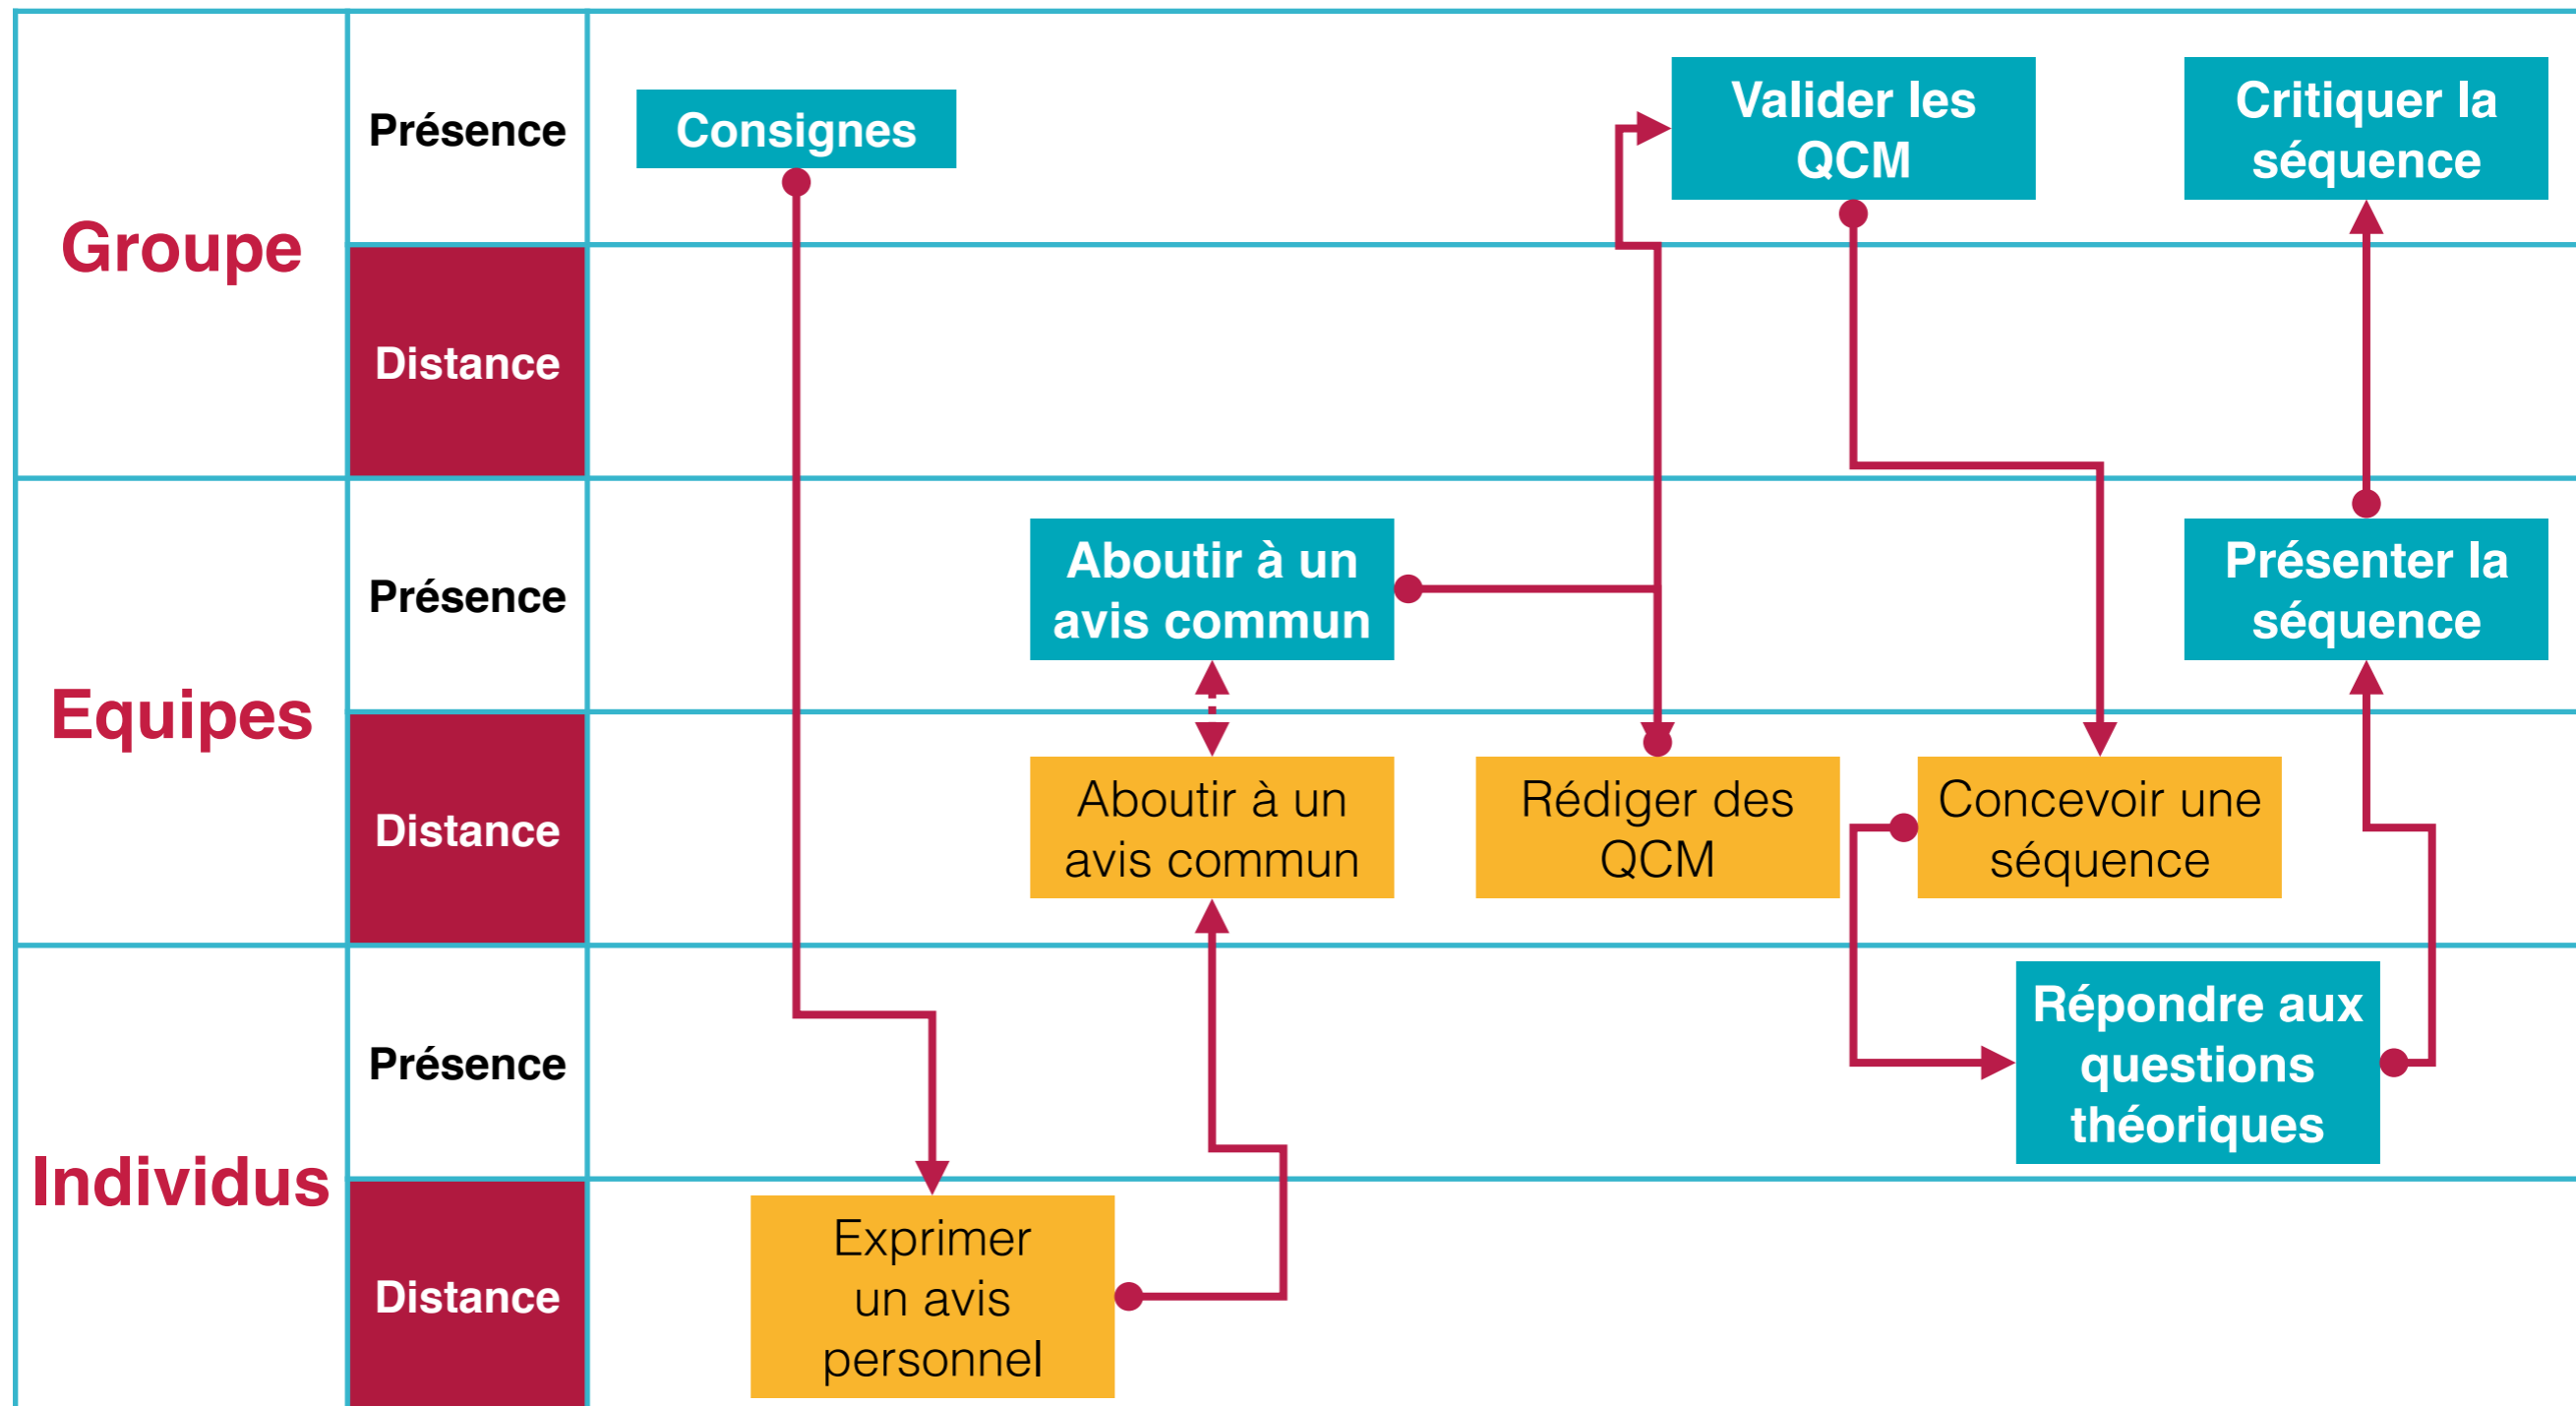 Groupe
Présence
Consignes
Valider les
QCM
Critiquer la
séquence
Distance
Equipes
Présence
Aboutir à un
avis commun
Présenter la
séquence
Distance
Aboutir à un
avis commun
Rédiger des
QCM
Concevoir une
séquence
Individus
Présence
Répondre aux
questions
théoriques
Distance
Exprimer
un avis
personnel